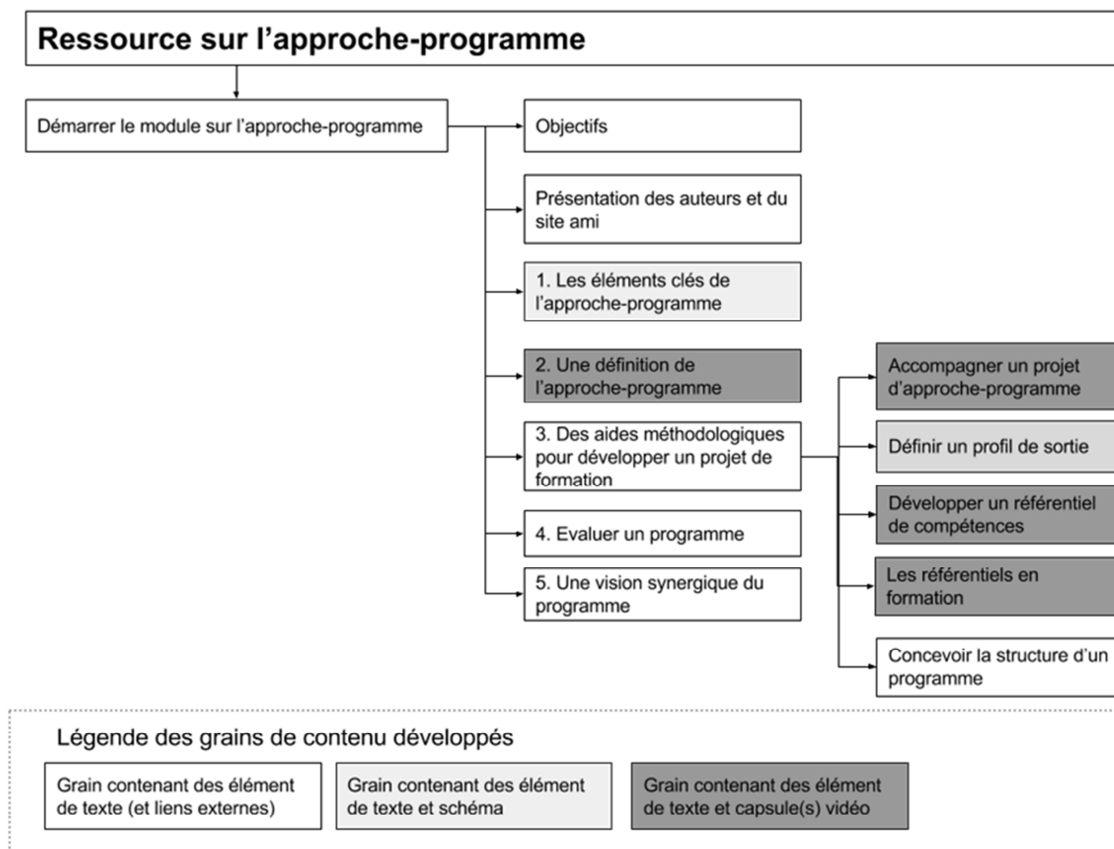 Ressource sur l’approche-programme
Démarrer le module sur l’approche-programme
Objectifs
Présentation des auteurs et du
site ami
1. Les éléments clés de
l’approche-programme
2. Une définition de
l’approche-programme
3. Des aides méthodologiques
pour développer un projet de
formation
4. Evaluer un programme
5. Une vision synergique du
programme
Accompagner un projet
d’approche-programme
Définir un profil de sortie
Développer un référentiel
de compétences
Les référentiels en
formation
Concevoir la structure d’un
programme
Légende des grains de contenu développés
Grain contenant des élément
de texte (et liens externes)
Grain contenant des élément
de texte et schéma
Grain contenant des élément
de texte et capsule(s) vidéo